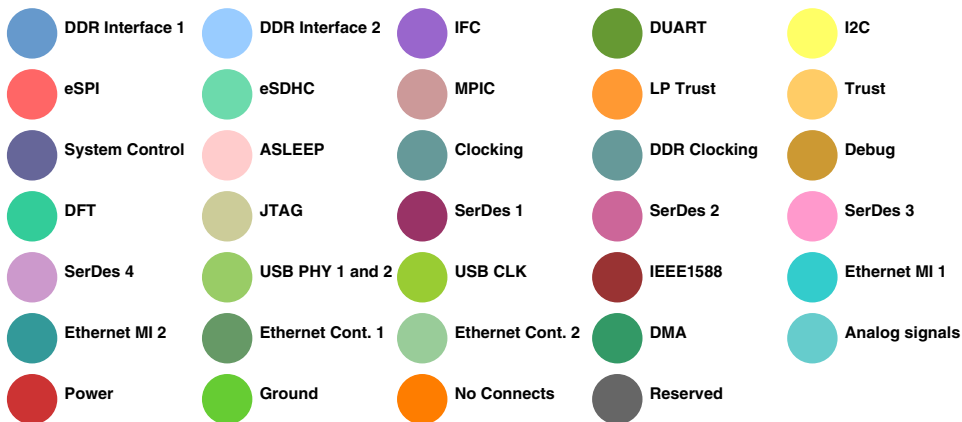 DDR Interface 1 DDR Interface 2 IFC DUART I2C
eSPI eSDHC MPIC LP Trust Trust
System Control ASLEEP Clocking DDR Clocking Debug
DFT JTAG SerDes 1 SerDes 2 SerDes 3
SerDes 4 USB PHY 1 and 2 USB CLK IEEE1588 Ethernet MI 1
Ethernet MI 2 Ethernet Cont. 1 Ethernet Cont. 2 DMA Analog signals
Power Ground No Connects Reserved